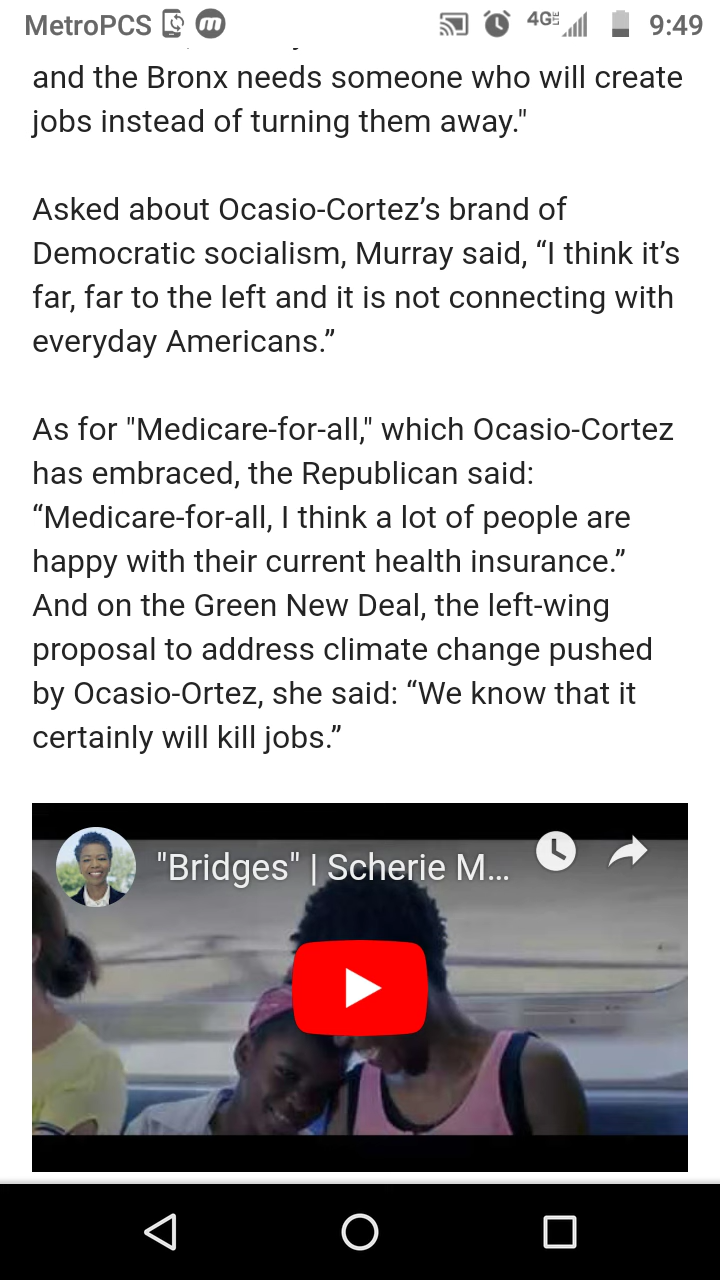 MetroPCS 4G LTE 9:49
and the Bronx needs someone who will create
jobs instead of turning them away."
Asked about Ocasio-Cortez’s brand of
Democratic socialism, Murray said, “I think it’s
far, far to the left and it is not connecting with
everyday Americans.”
As for "Medicare-for-all," which Ocasio-Cortez
has embraced, the Republican said:
“Medicare-for-all, I think a lot of people are
happy with their current health insurance.”
And on the Green New Deal, the left-wing
proposal to address climate change pushed
by Ocasio-Ortez, she said: “We know that it
certainly will kill jobs.”
"Bridges" | Scherie M...